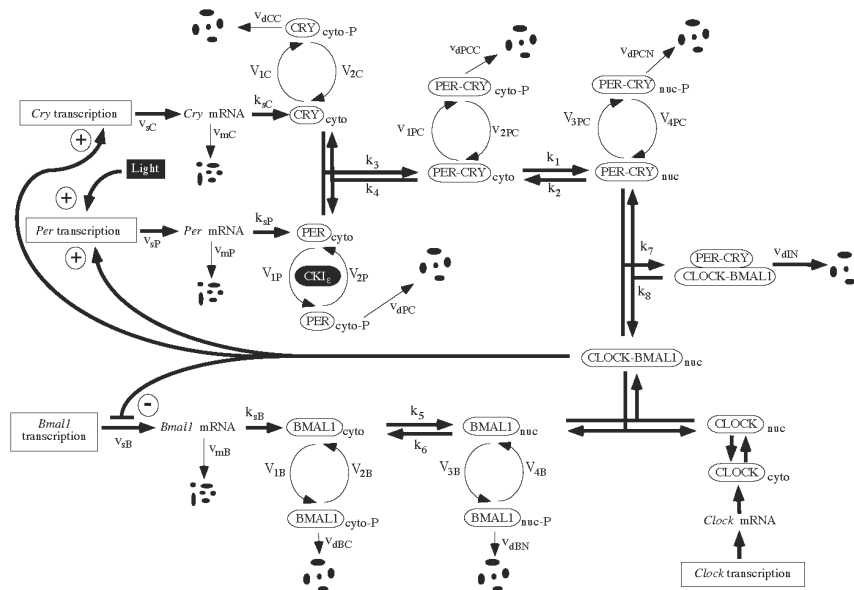 v_dCC
CRY cyto-P
V_1C
V_2C
v_dPCC
PER-CRY cyto-P
v_dPCN
PER-CRY nuc-P
Cry transcription
v_sC
Cry mRNA
k_sC
CRY cyto
v_mC
V_1PC
V_2PC
V_3PC
V_4PC
+
Light
k_3
k_4
PER-CRY cyto
k_1
k_2
PER-CRY nuc
+
Per transcription
v_sP
Per mRNA
k_sP
PER cyto
v_mP
+
V_1P
CKI_ε
V_2P
v_dPC
PER cyto-P
k_7
k_8
PER-CRY
CLOCK-BMAL1
v_dIN
CLOCK-BMAL1 nuc
-
Bmal1
transcription
v_sB
Bmal1 mRNA
k_sB
BMAL1 cyto
v_mB
k_5
k_6
BMAL1 nuc
V_1B
V_2B
V_3B
V_4B
BMAL1 cyto-P
BMAL1 nuc-P
v_dBC
v_dBN
CLOCK nuc
CLOCK cyto
Clock mRNA
Clock transcription